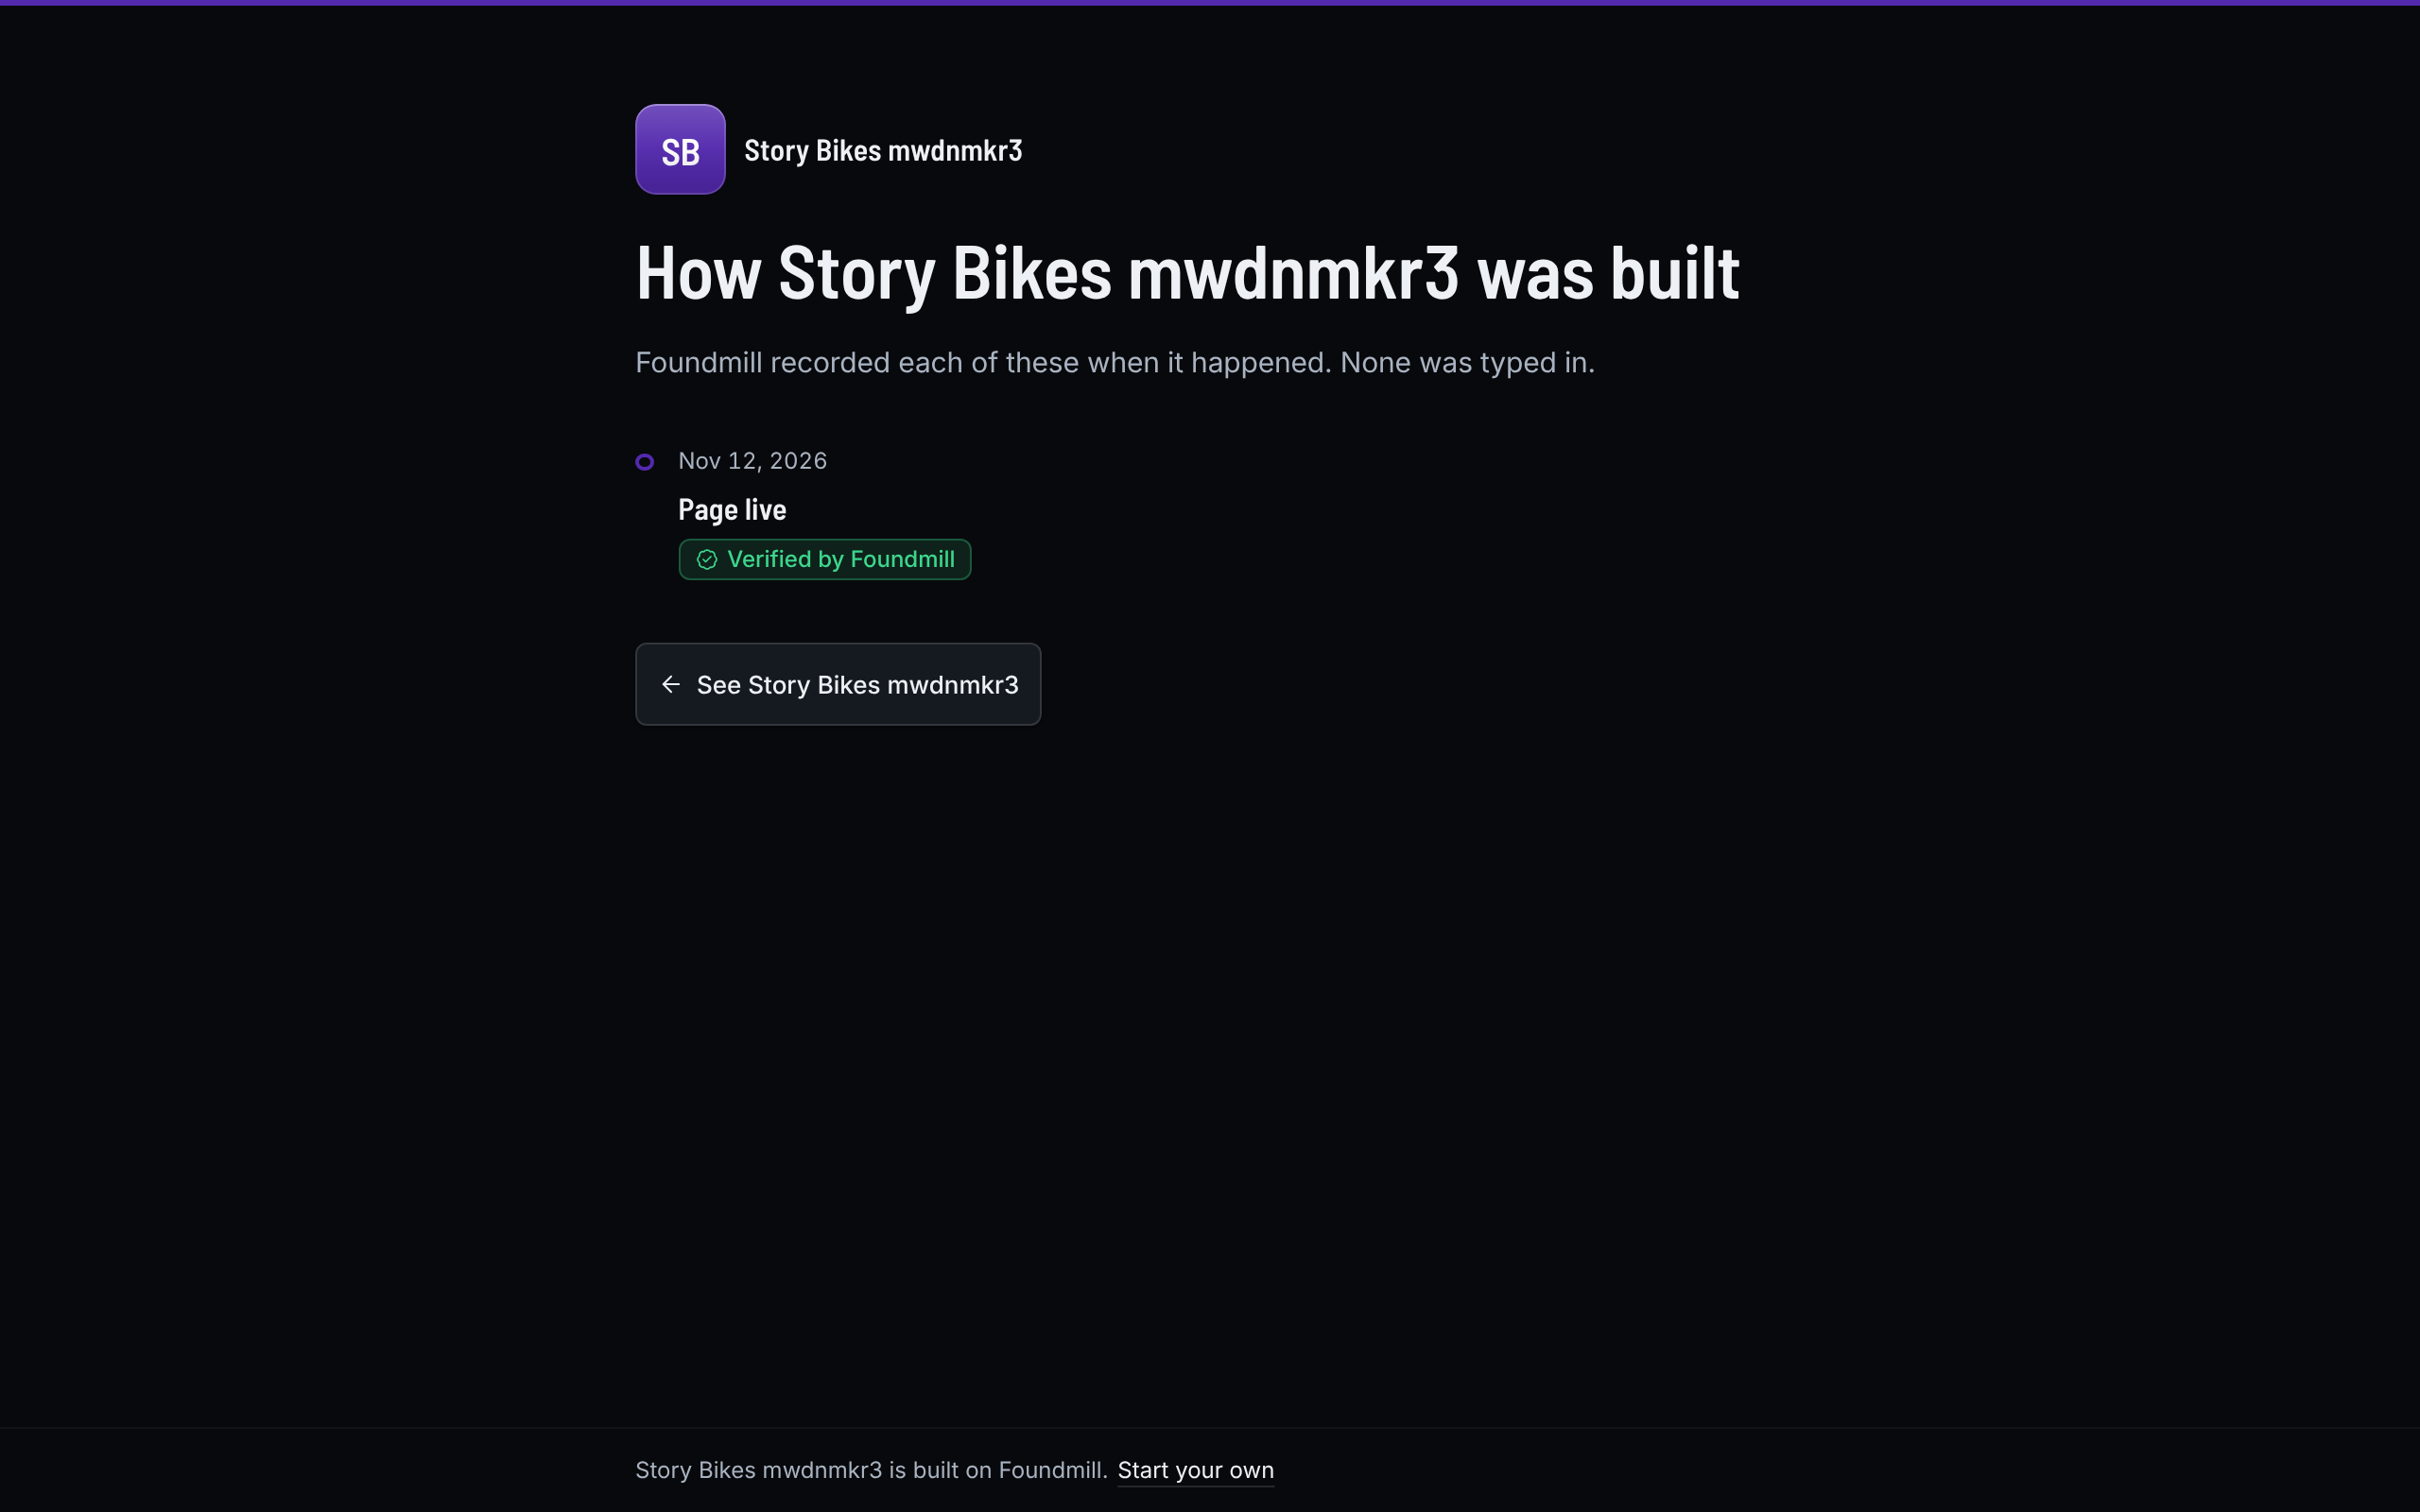 SB
Story Bikes mwdnmkr3
How Story Bikes mwdnmkr3 was built
Foundmill recorded each of these when it happened. None was typed in.
Nov 12, 2026
Page live
Verified by Foundmill
← See Story Bikes mwdnmkr3
Story Bikes mwdnmkr3 is built on Foundmill. Start your own